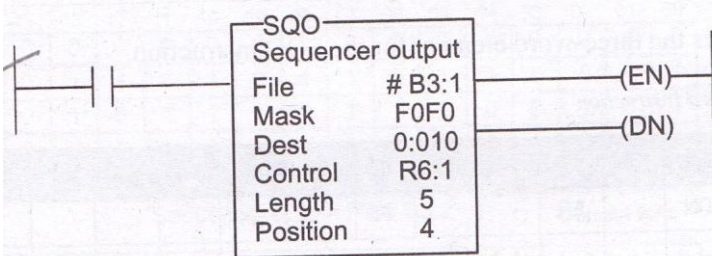 SQO
Sequencer output
File # B3:1
Mask F0F0
Dest 0:010
Control R6:1
Length 5
Position 4
(EN)
(DN)